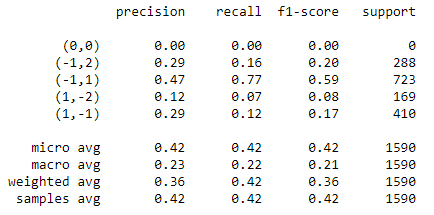 precision recall f1-score support
(0,0) 0.00 0.00 0.00 0
(-1,2) 0.29 0.16 0.20 288
(-1,1) 0.47 0.77 0.59 723
(1,-2) 0.12 0.07 0.08 169
(1,-1) 0.29 0.12 0.17 410
micro avg 0.42 0.42 0.42 1590
macro avg 0.23 0.22 0.21 1590
weighted avg 0.36 0.42 0.36 1590
samples avg 0.42 0.42 0.42 1590